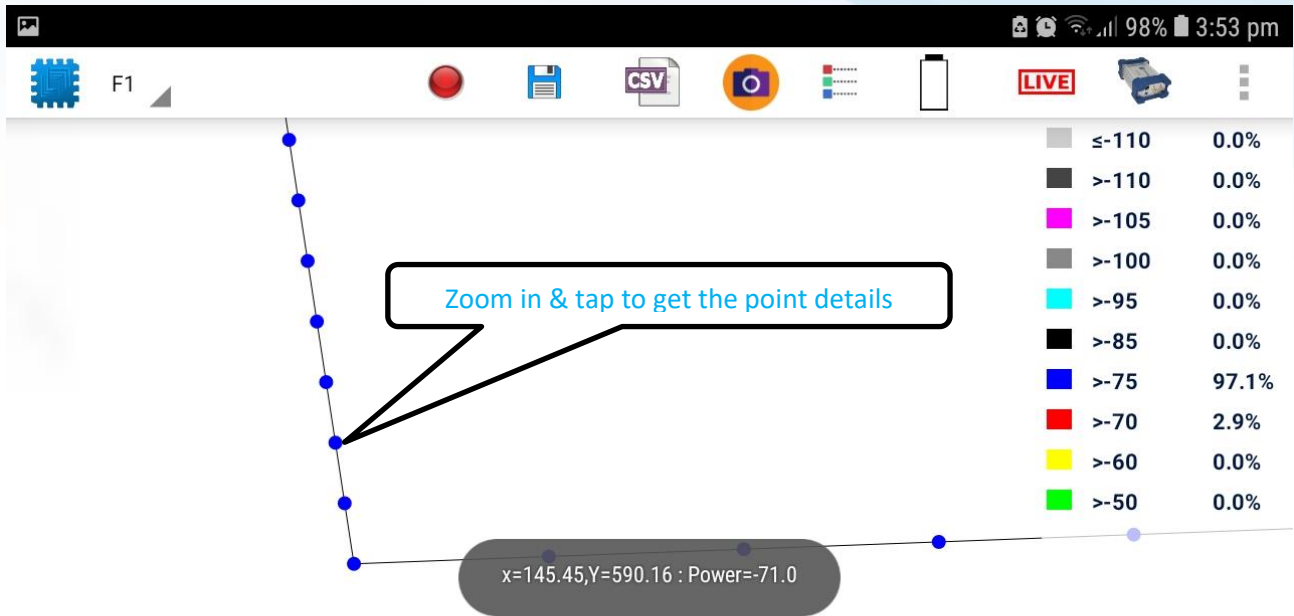 98% 3:53 pm
F1 CSV LIVE
≤-110 0.0%
>-110 0.0%
>-105 0.0%
>-100 0.0%
>-95 0.0%
>-85 0.0%
>-75 97.1%
>-70 2.9%
>-60 0.0%
>-50 0.0%
Zoom in & tap to get the point details
x=145.45,Y=590.16 : Power=-71.0